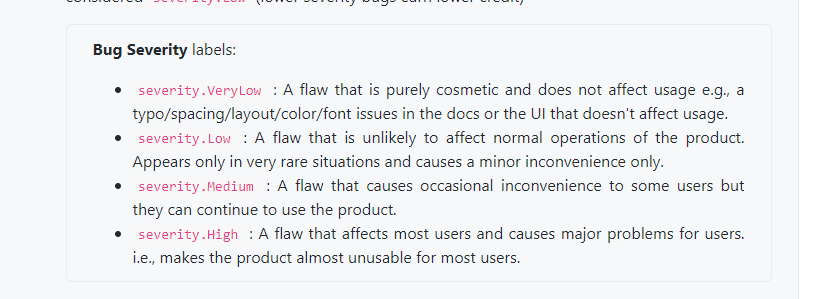 considered severity.Low (lower severity bugs earn lower credit)
Bug Severity labels:
• severity.VeryLow : A flaw that is purely cosmetic and does not affect usage e.g., a
typo/spacing/layout/color/font issues in the docs or the UI that doesn't affect usage.
• severity.Low : A flaw that is unlikely to affect normal operations of the product.
Appears only in very rare situations and causes a minor inconvenience only.
• severity.Medium : A flaw that causes occasional inconvenience to some users but
they can continue to use the product.
• severity.High : A flaw that affects most users and causes major problems for users.
i.e., makes the product almost unusable for most users.